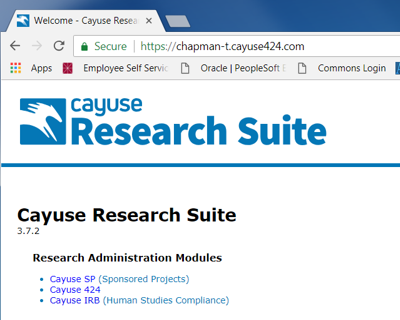 Welcome - Cayuse Resea
Secure https://chapman-t.cayuse424.com
Apps Employee Self Servic Oracle | PeopleSoft E Commons Login
cayuse
Research Suite
Cayuse Research Suite
3.7.2
Research Administration Modules
Cayuse SP (Sponsored Projects)
Cayuse 424
Cayuse IRB (Human Studies Compliance)